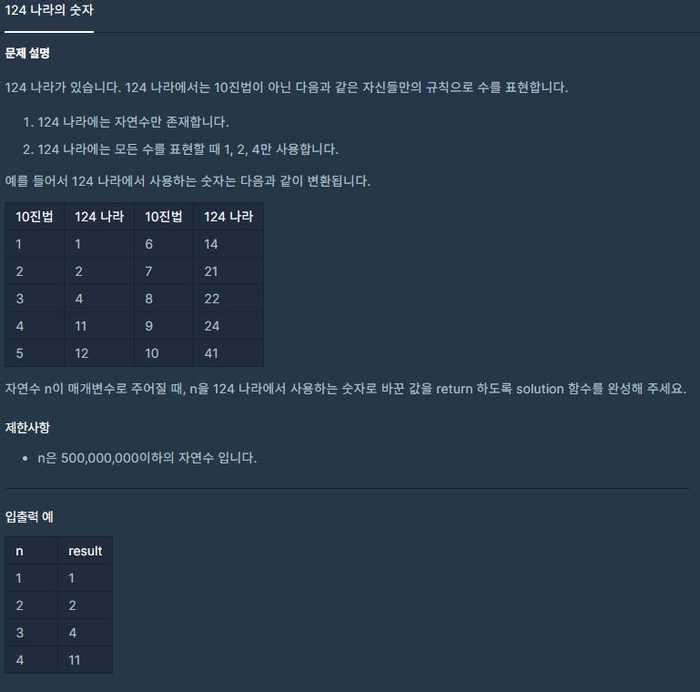 124 나라의 숫자
문제 설명
124 나라가 있습니다. 124 나라에서는 10진법이 아닌 다음과 같은 자신들만의 규칙으로 수를 표현합니다.
1. 124 나라에는 자연수만 존재합니다.
2. 124 나라에는 모든 수를 표현할 때 1, 2, 4만 사용합니다.
예를 들어서 124 나라에서 사용하는 숫자는 다음과 같이 변환됩니다.
10진법 124 나라 10진법 124 나라
1 1 6 14
2 2 7 21
3 4 8 22
4 11 9 24
5 12 10 41
자연수 n이 매개변수로 주어질 때, n을 124 나라에서 사용하는 숫자로 바꾼 값을 return 하도록 solution 함수를 완성해 주세요.
제한사항
• n은 500,000,000이하의 자연수 입니다.
입출력 예
n result
1 1
2 2
3 4
4 11